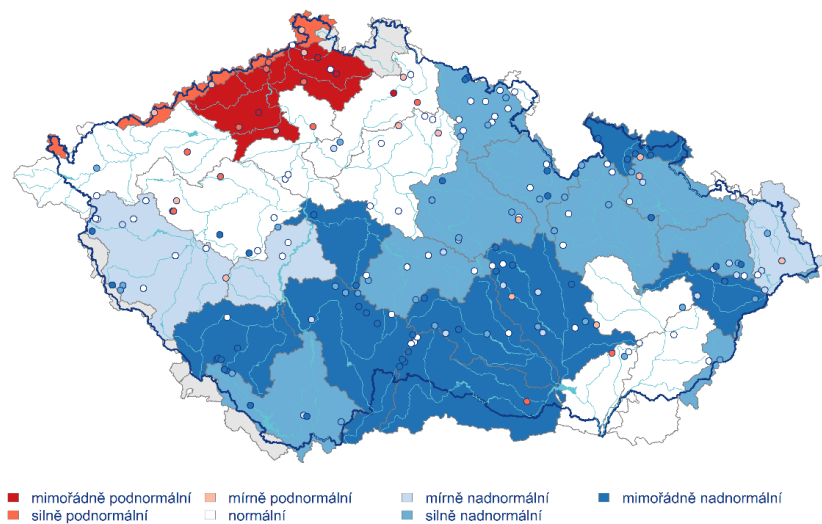 mimořádně podnormální
mírně podnormální
mírně nadnormální
mimořádně nadnormální
silně podnormální
normální
silně nadnormální